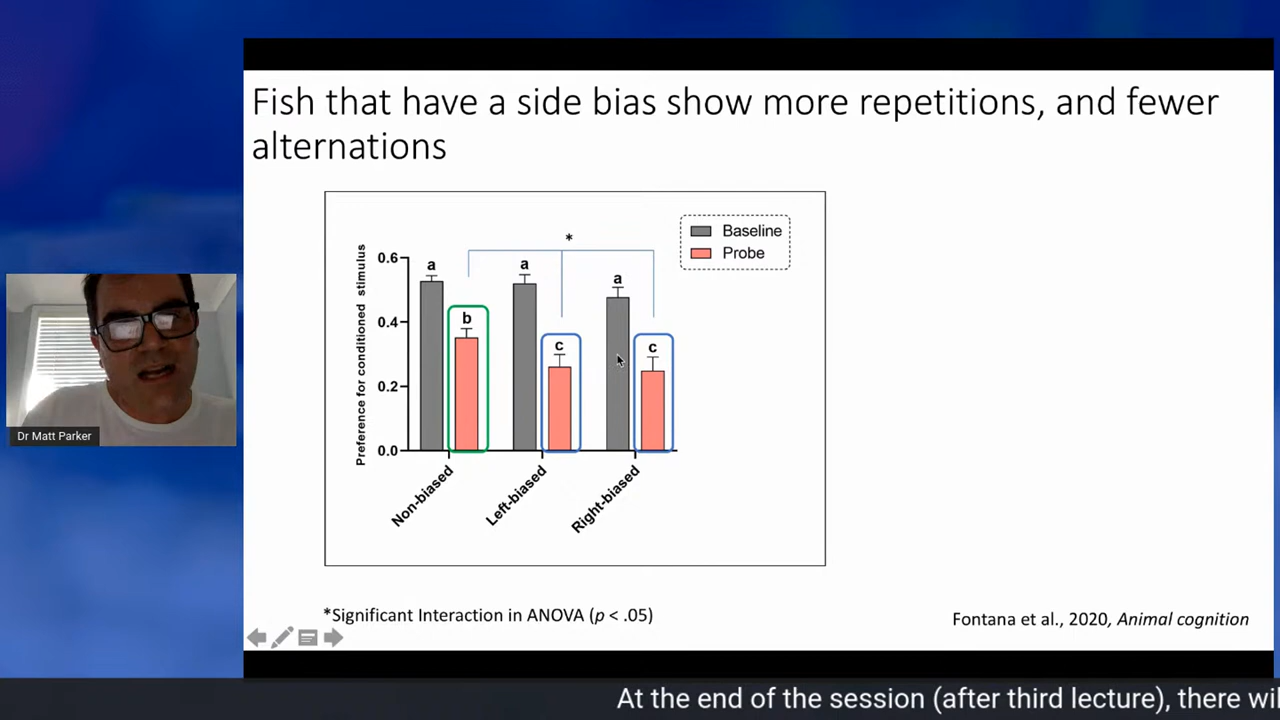 Fish that have a side bias show more repetitions, and fewer
alternations
Baseline
Probe
*
Preference for conditioned stimulus
0.6
0.4
0.2
0.0
a
b
a
c
a
c
Non-biased
Left-biased
Right-biased
*Significant Interaction in ANOVA (p < .05)
Fontana et al., 2020, Animal cognition
Dr Matt Parker
At the end of the session (after third lecture), there wil